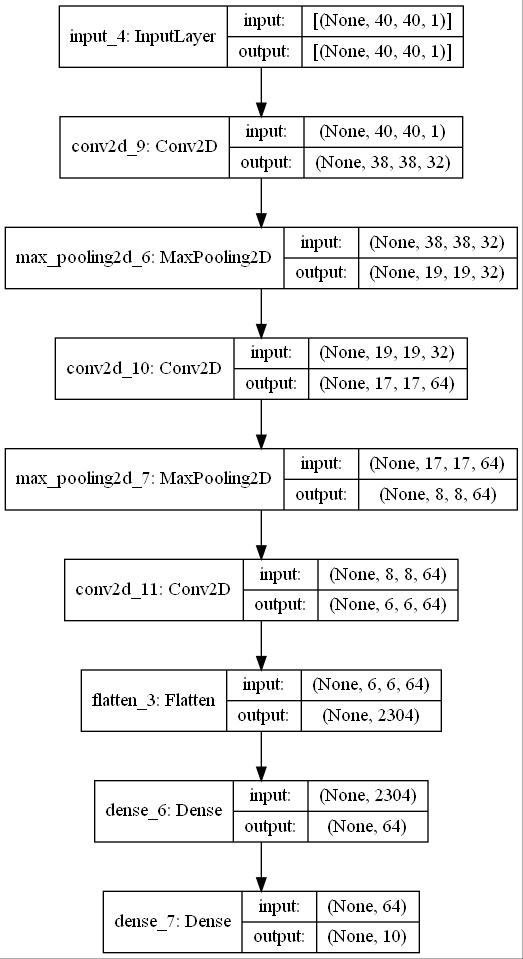 input_4: InputLayer
input: [(None, 40, 40, 1)]
output: [(None, 40, 40, 1)]
conv2d_9: Conv2D
input: (None, 40, 40, 1)
output: (None, 38, 38, 32)
max_pooling2d_6: MaxPooling2D
input: (None, 38, 38, 32)
output: (None, 19, 19, 32)
conv2d_10: Conv2D
input: (None, 19, 19, 32)
output: (None, 17, 17, 64)
max_pooling2d_7: MaxPooling2D
input: (None, 17, 17, 64)
output: (None, 8, 8, 64)
conv2d_11: Conv2D
input: (None, 8, 8, 64)
output: (None, 6, 6, 64)
flatten_3: Flatten
input: (None, 6, 6, 64)
output: (None, 2304)
dense_6: Dense
input: (None, 2304)
output: (None, 64)
dense_7: Dense
input: (None, 64)
output: (None, 10)